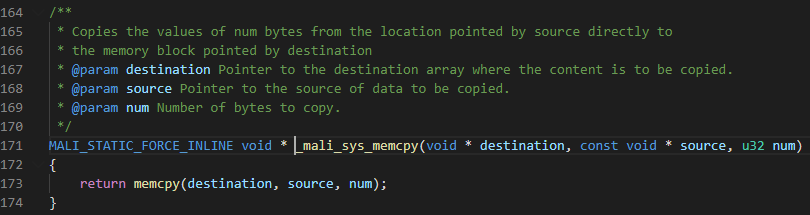 164 /**
165  * Copies the values of num bytes from the location pointed by source directly to
166  * the memory block pointed by destination
167  * @param destination Pointer to the destination array where the content is to be copied.
168  * @param source Pointer to the source of data to be copied.
169  * @param num Number of bytes to copy.
170  */
171 MALI_STATIC_FORCE_INLINE void * _mali_sys_memcpy(void * destination, const void * source, u32 num)
172 {
173     return memcpy(destination, source, num);
174 }